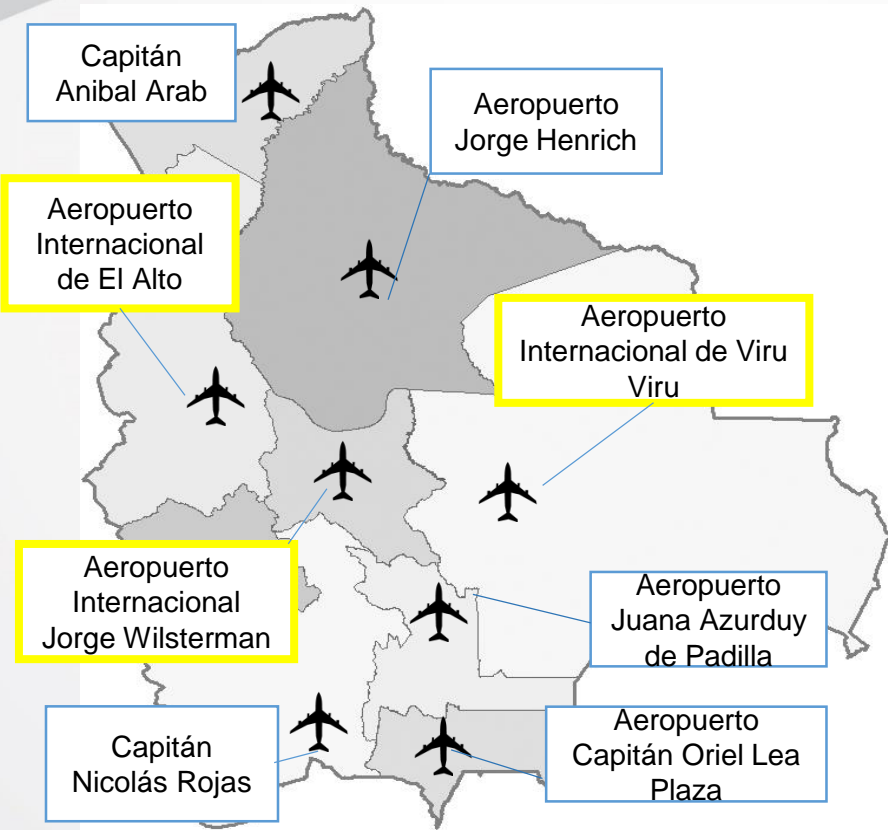 Capitán
Anibal Arab
Aeropuerto
Jorge Henrich
Aeropuerto
Internacional
de El Alto
Aeropuerto
Internacional de Viru
Viru
Aeropuerto
Internacional
Jorge Wilsterman
Aeropuerto
Juana Azurduy
de Padilla
Capitán
Nicolás Rojas
Aeropuerto
Capitán Oriel Lea
Plaza